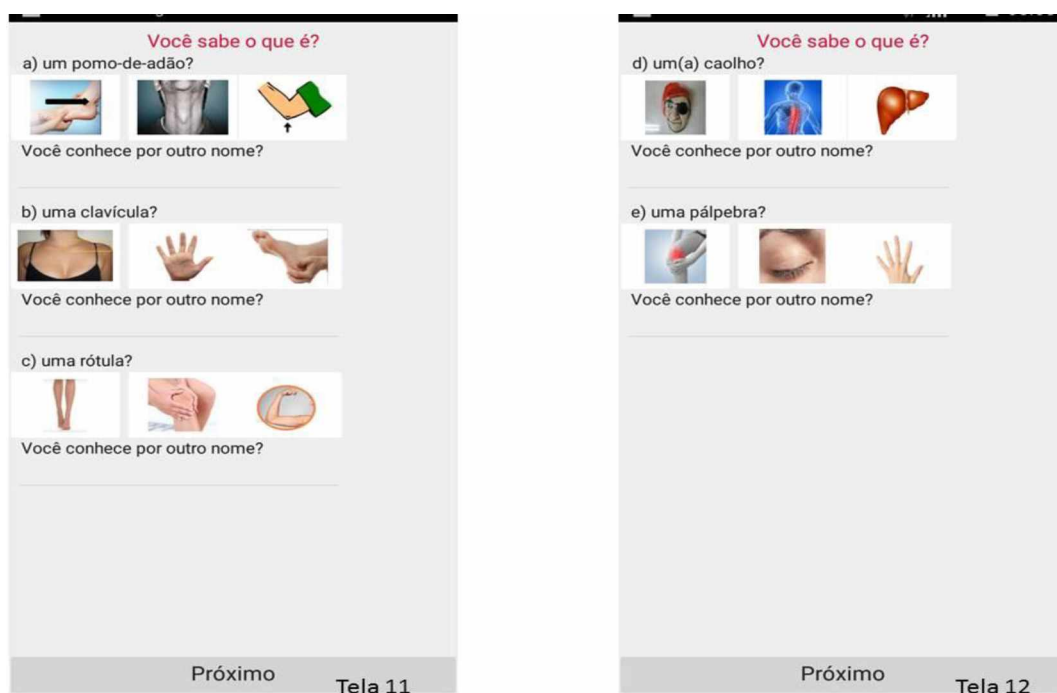 Você sabe o que é?
a) um pomo-de-adão?
Você conhece por outro nome?
b) uma clavícula?
Você conhece por outro nome?
c) uma rótula?
Você conhece por outro nome?
Próximo
Tela 11
Você sabe o que é?
d) um(a) caolho?
Você conhece por outro nome?
e) uma pálpebra?
Você conhece por outro nome?
Próximo
Tela 12